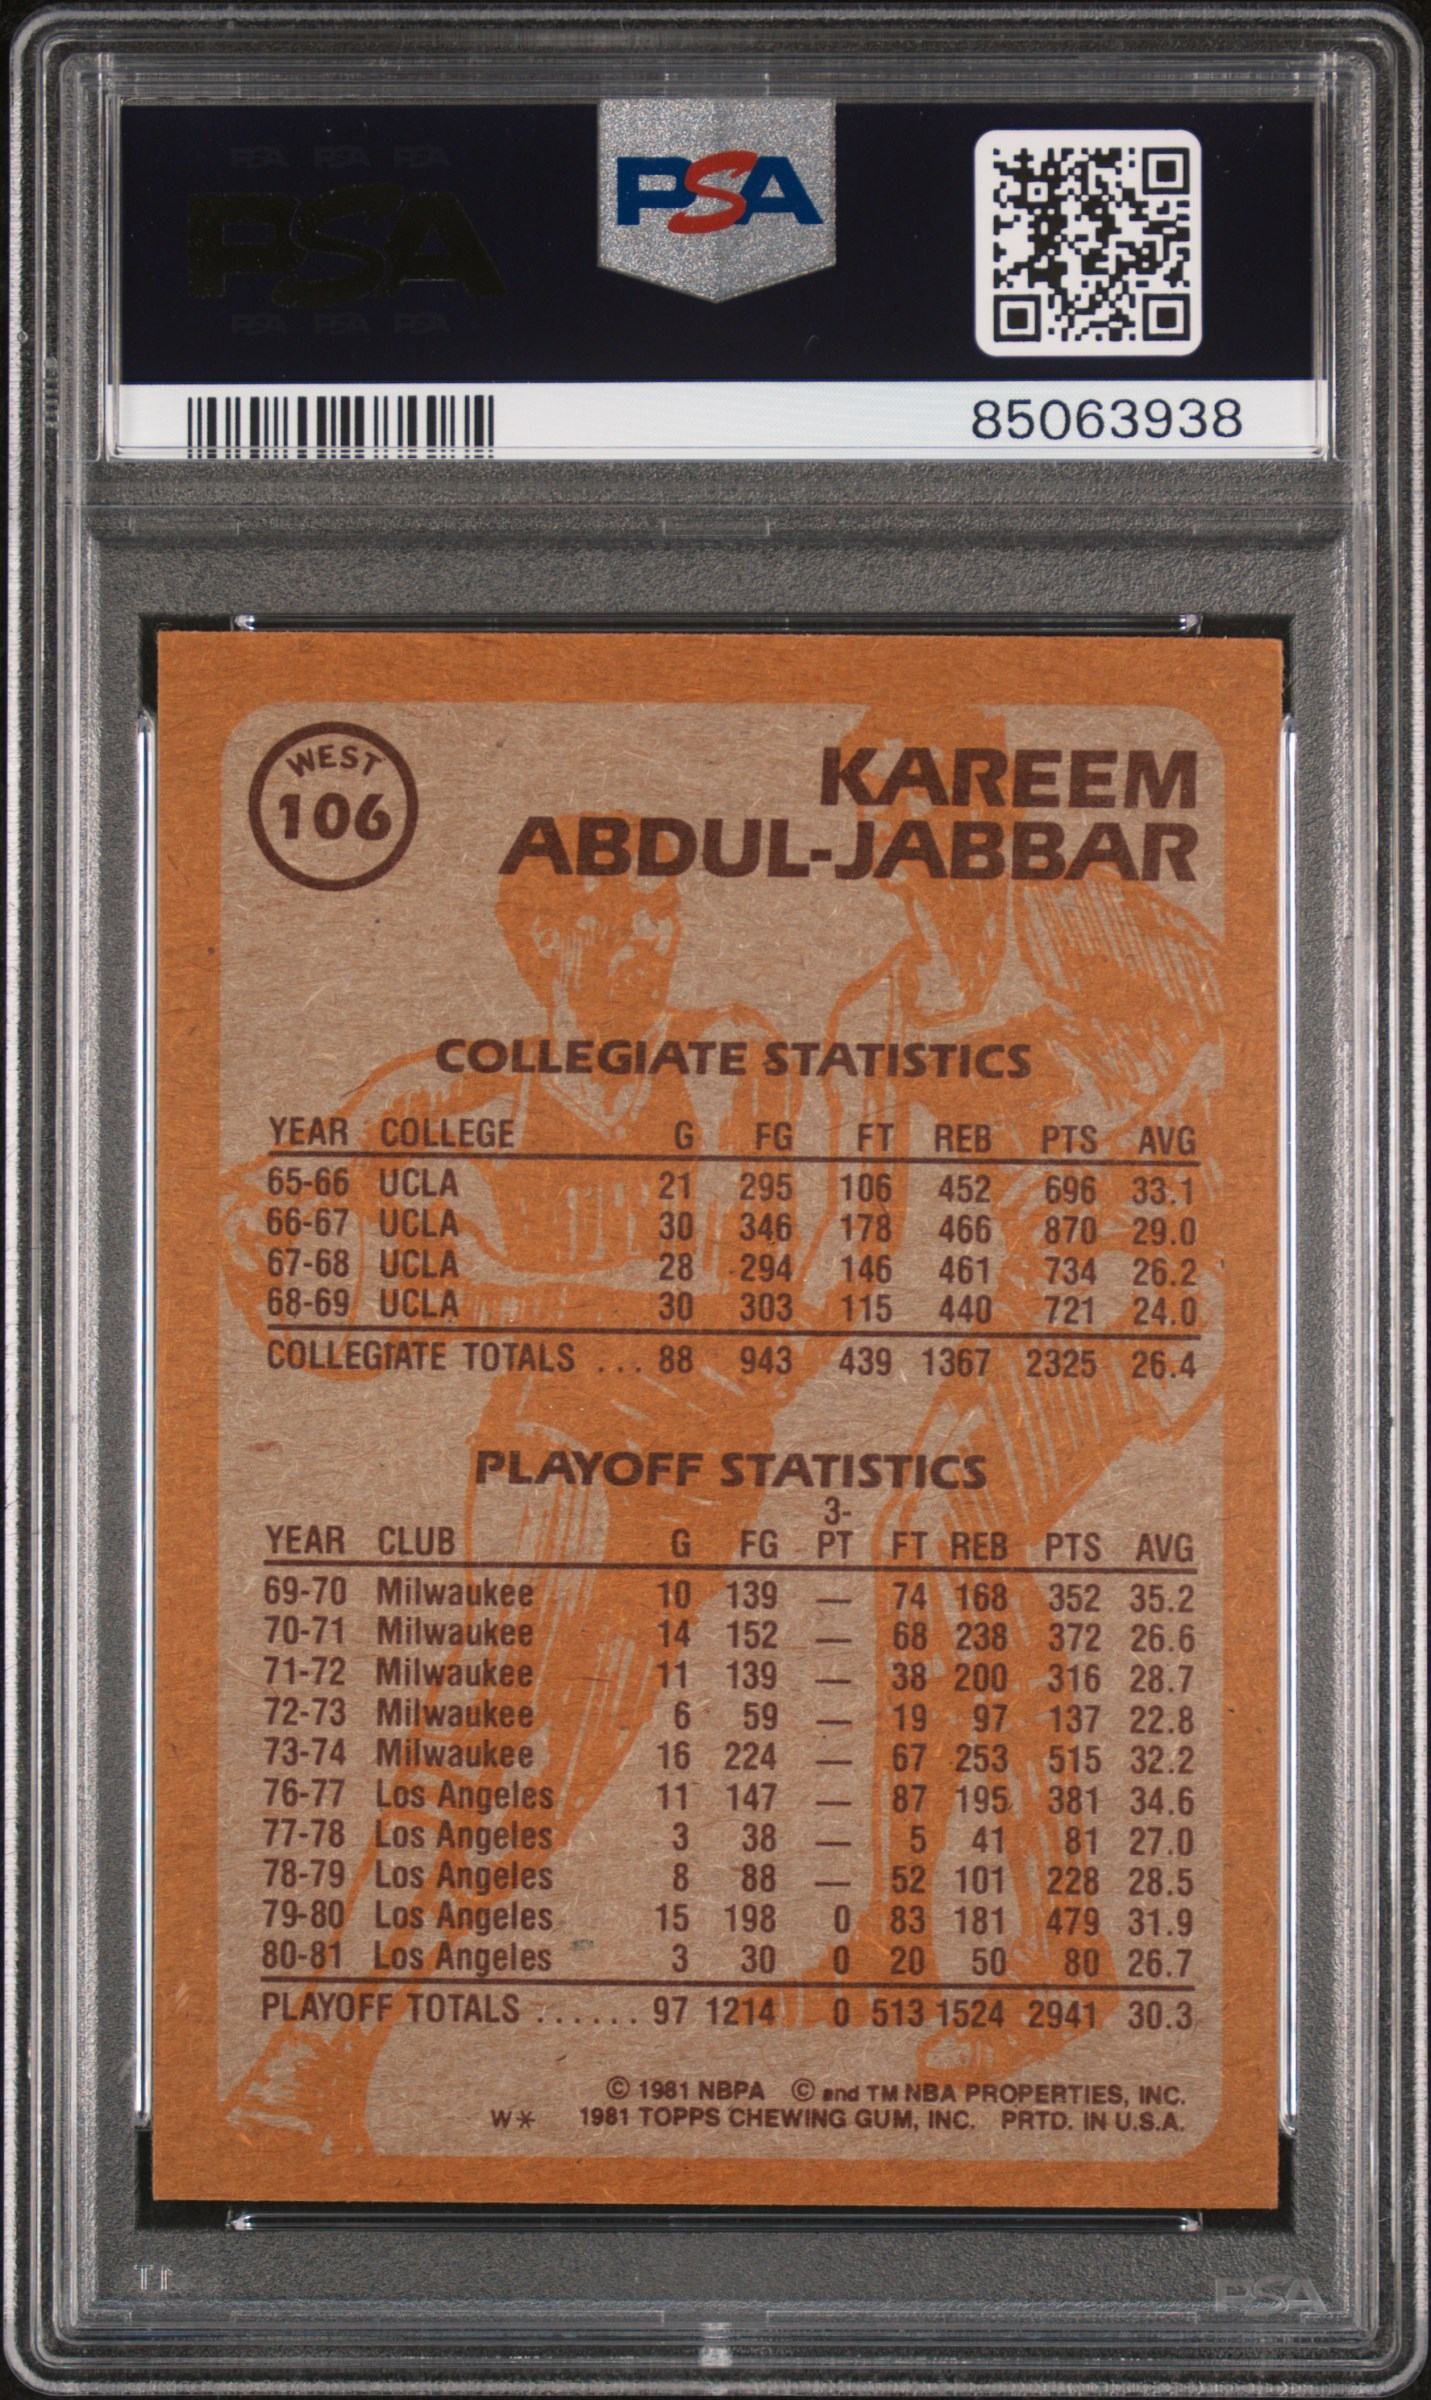 PSA PSA PSA
PSA
PSA PSA PSA
PSA
85063938
WEST
106
KAREEM
ABDUL-JABBAR
COLLEGIATE STATISTICS
YEAR COLLEGE G FG FT REB PTS AVG
65-66 UCLA 21 295 106 452 696 33.1
66-67 UCLA 30 346 178 466 870 29.0
67-68 UCLA 28 294 146 461 734 26.2
68-69 UCLA 30 303 115 440 721 24.0
COLLEGIATE TOTALS ... 88 943 439 1367 2325 26.4
PLAYOFF STATISTICS
3-
YEAR CLUB G FG PT FT REB PTS AVG
69-70 Milwaukee 10 139 — 74 168 352 35.2
70-71 Milwaukee 14 152 — 68 238 372 26.6
71-72 Milwaukee 11 139 — 38 200 316 28.7
72-73 Milwaukee 6 59 — 19 97 137 22.8
73-74 Milwaukee 16 224 — 67 253 515 32.2
76-77 Los Angeles 11 147 — 87 195 381 34.6
77-78 Los Angeles 3 38 — 5 41 81 27.0
78-79 Los Angeles 8 88 — 52 101 228 28.5
79-80 Los Angeles 15 198 0 83 181 479 31.9
80-81 Los Angeles 3 30 0 20 50 80 26.7
PLAYOFF TOTALS ...... 97 1214 0 513 1524 2941 30.3
© 1981 NBPA © and TM NBA PROPERTIES, INC.
W* 1981 TOPPS CHEWING GUM, INC. PRTD. IN U.S.A.
PSA